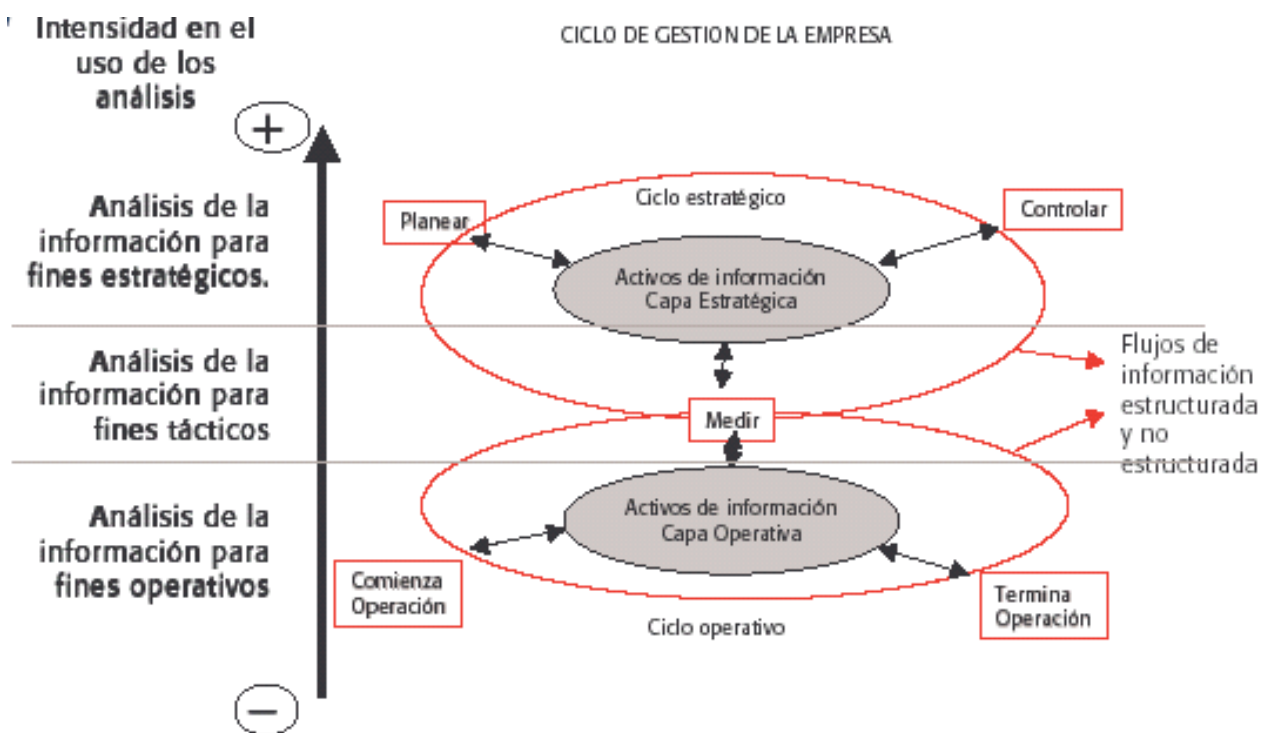 Intensidad en el
uso de los
análisis
CICLO DE GESTION DE LA EMPRESA
+
Análisis de la
información para
fines estratégicos.
Ciclo estratégico
Planear
Controlar
Activos de información
Capa Estratégica
Análisis de la
información para
fines tácticos
Flujos de
información
estructurada
y no
estructurada
Medir
Análisis de la
información para
fines operativos
Activos de información
Capa Operativa
Comienza
Operación
Termina
Operación
Ciclo operativo
−